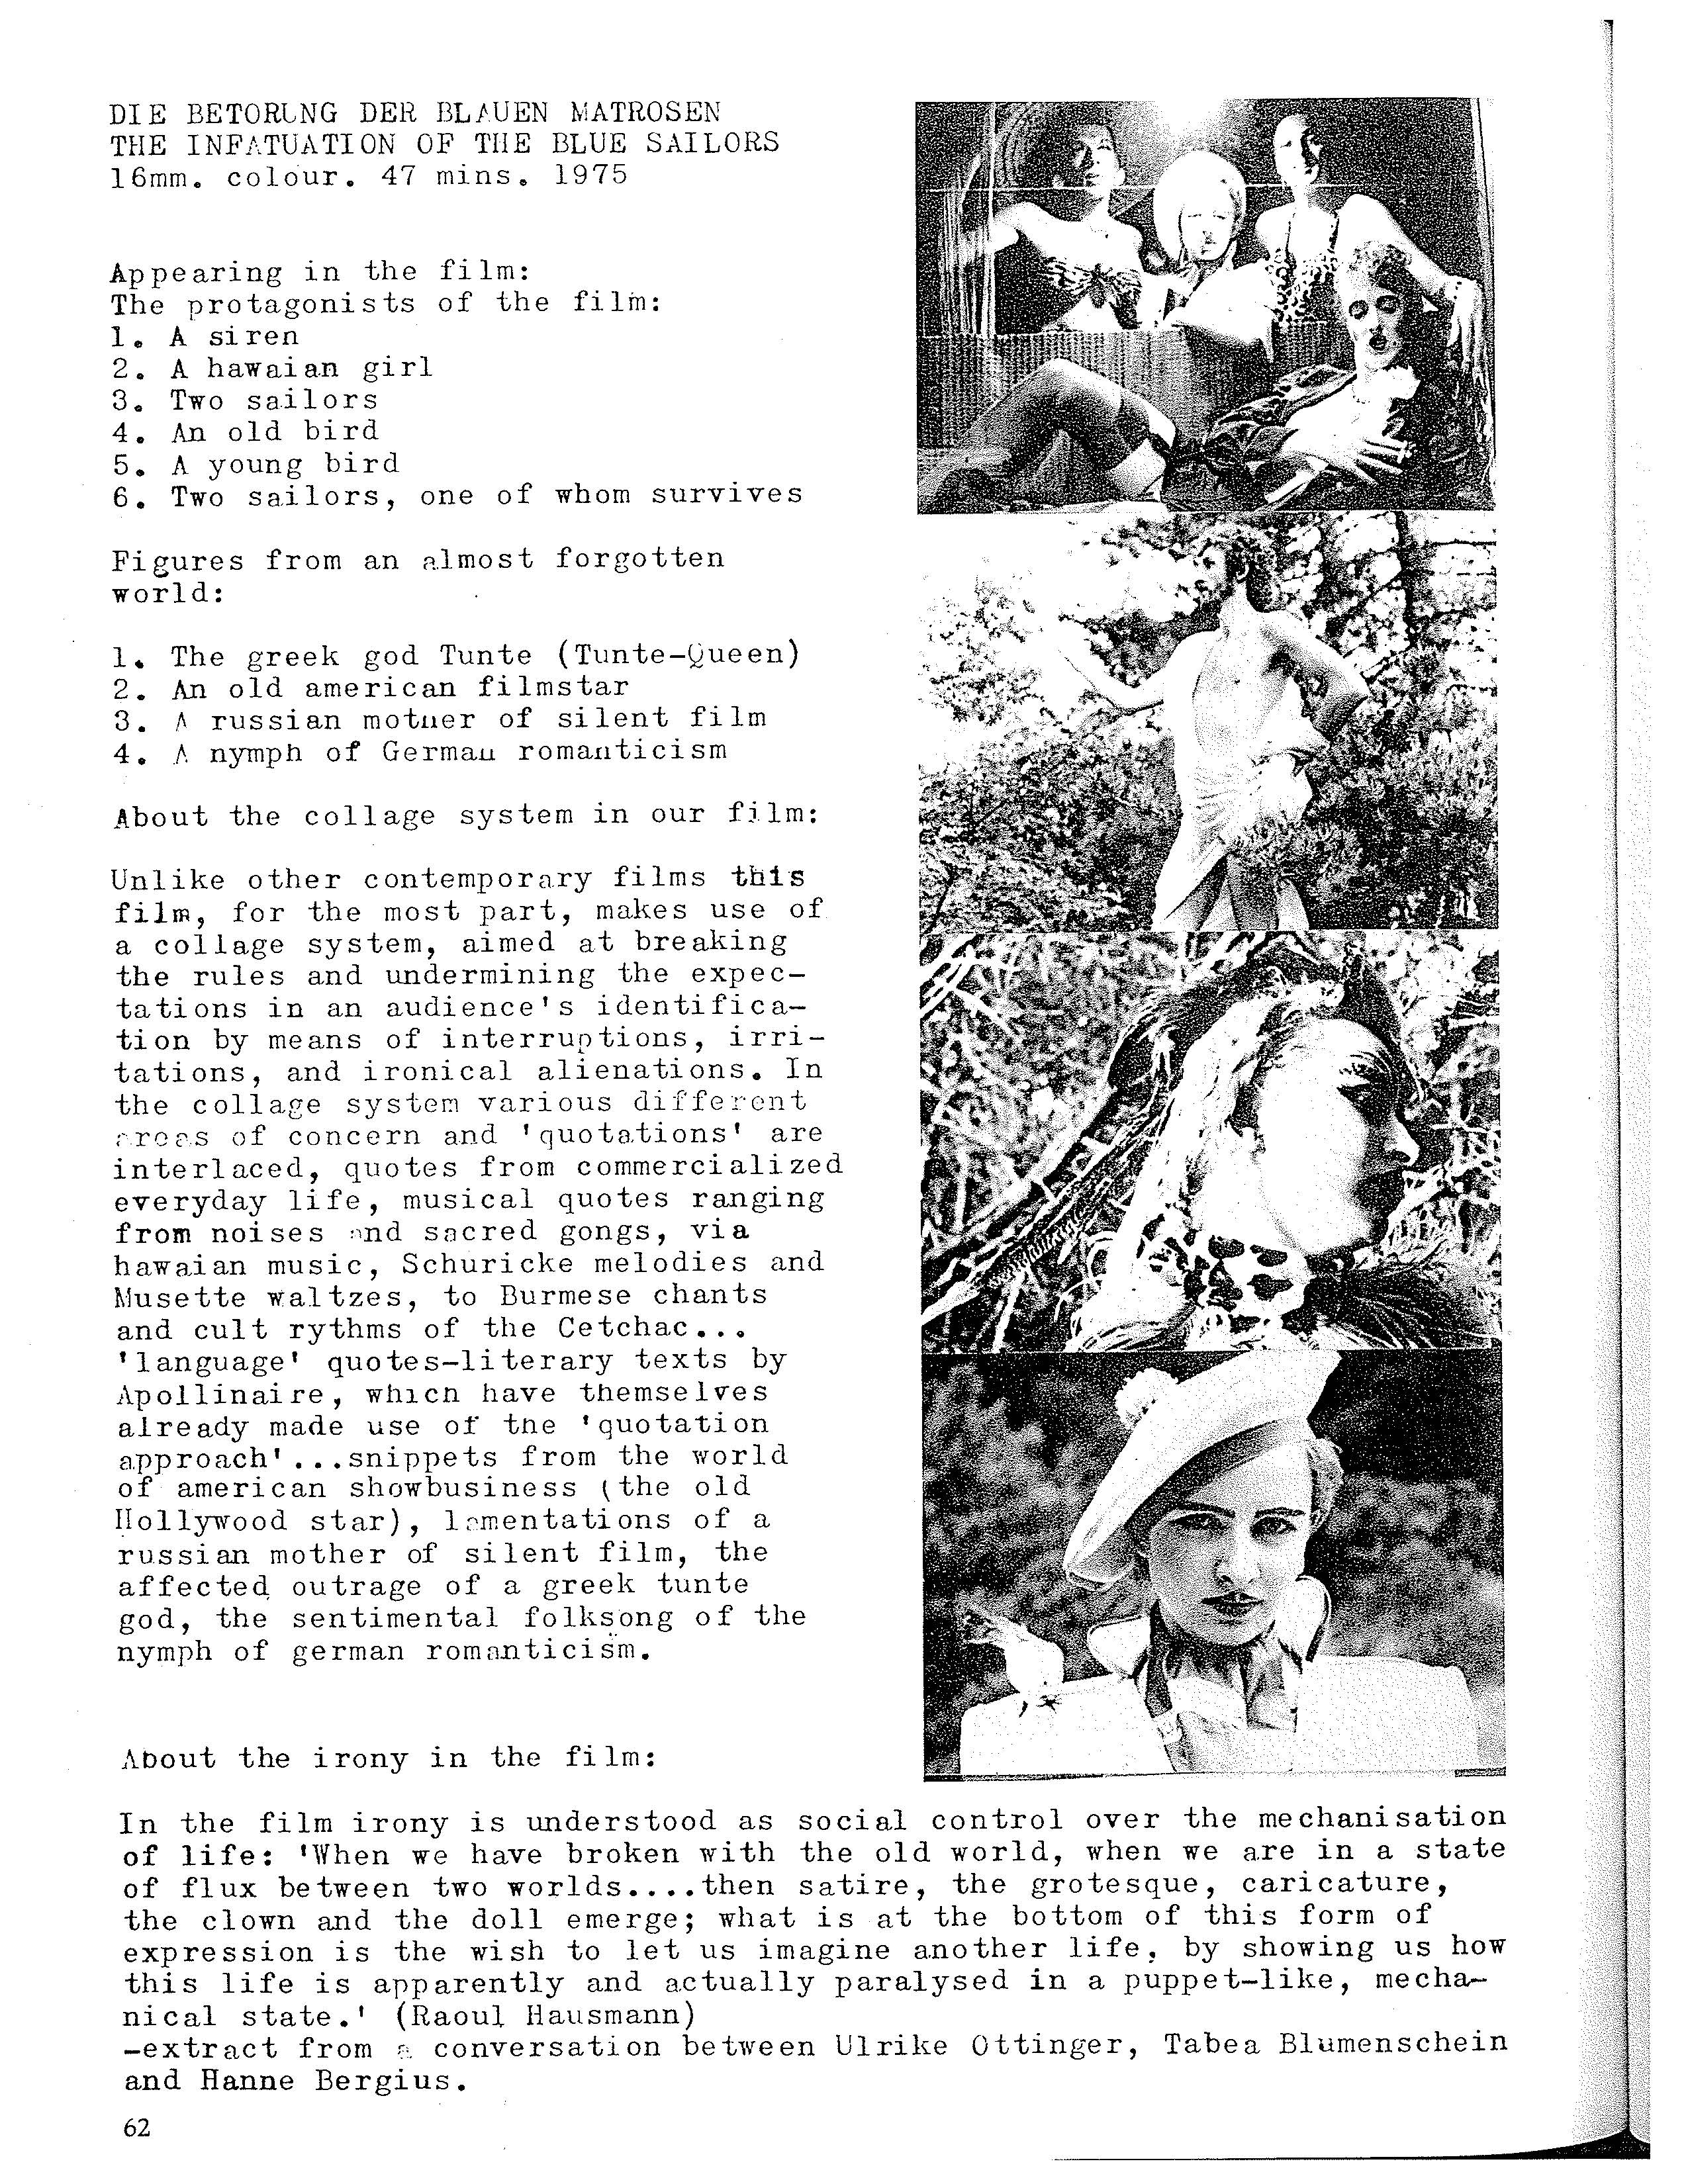 DIE BETORUNG DER BLAUEN MATROSEN
THE INFATUATION OF THE BLUE SAILORS
16mm. colour. 47 mins. 1975
Appearing in the film:
The protagonists of the film:
1. A siren
2. A hawaian girl
3. Two sailors
4. An old bird
5. A young bird
6. Two sailors, one of whom survives
Figures from an almost forgotten
world:
1. The greek god Tunte (Tunte-Queen)
2. An old american filmstar
3. A russian mother of silent film
4. A nymph of German romanticism
About the collage system in our film:
Unlike other contemporary films this
film, for the most part, makes use of
a collage system, aimed at breaking
the rules and undermining the expec-
tations in an audience's identifica-
tion by means of interruptions, irri-
tations, and ironical alienations. In
the collage system various different
areas of concern and 'quotations' are
interlaced, quotes from commercialized
everyday life, musical quotes ranging
from noises and sacred gongs, via
hawaian music, Schuricke melodies and
Musette waltzes, to Burmese chants
and cult rythms of the Cetchac...
'language' quotes-literary texts by
Apollinaire, which have themselves
already made use of the 'quotation
approach'...snippets from the world
of american showbusiness (the old
Hollywood star), lamentations of a
russian mother of silent film, the
affected outrage of a greek tunte
god, the sentimental folksong of the
nymph of german romanticism.
About the irony in the film:
In the film irony is understood as social control over the mechanisation
of life: 'When we have broken with the old world, when we are in a state
of flux between two worlds....then satire, the grotesque, caricature,
the clown and the doll emerge; what is at the bottom of this form of
expression is the wish to let us imagine another life, by showing us how
this life is apparently and actually paralysed in a puppet-like, mecha-
nical state.' (Raoul Hausmann)
-extract from a conversation between Ulrike Ottinger, Tabea Blumenschein
and Hanne Bergius.
62